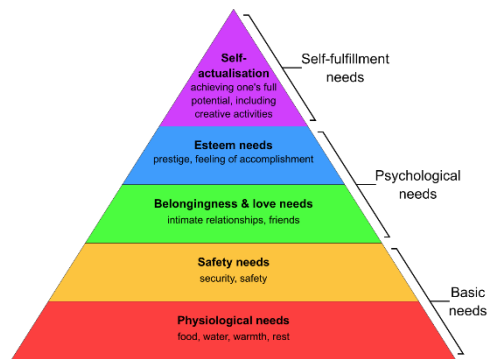 Self-
actualisation
achieving one's full
potential, including
creative activities
Self-fulfillment
needs
Esteem needs
prestige, feeling of accomplishment
Belongingness & love needs
intimate relationships, friends
Psychological
needs
Safety needs
security, safety
Physiological needs
food, water, warmth, rest
Basic
needs